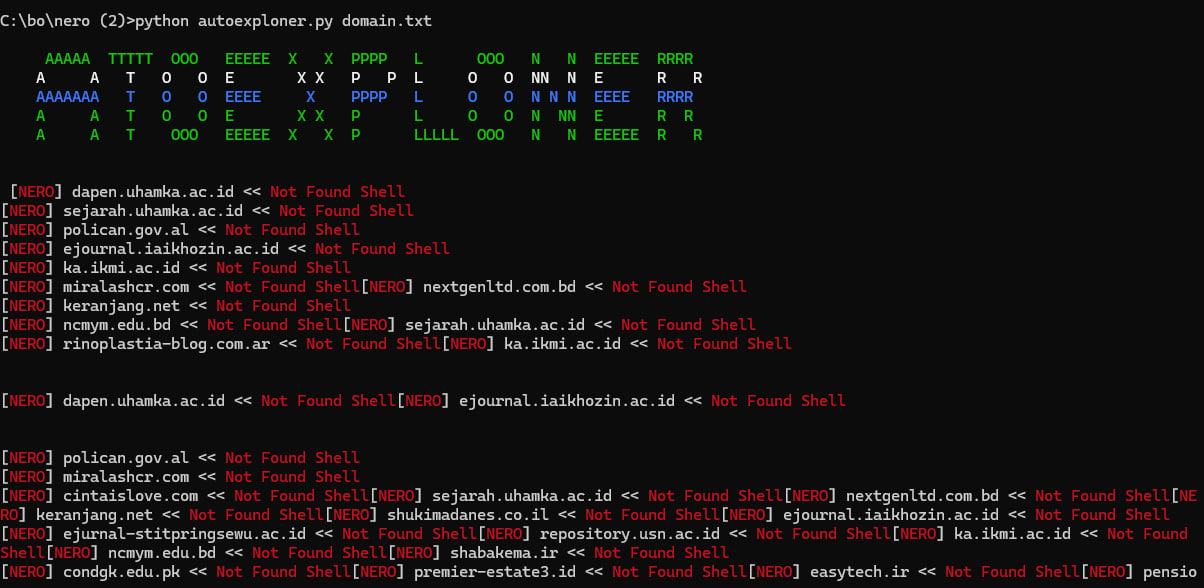 C:\bo\nero (2)>python autoexploner.py domain.txt
AAAAA  TTTTT  OOO   EEEEE  X   X  PPPP   L      OOO   N   N  EEEEE  RRRR
A     A   T   O   O  E       X X   P   P  L     O   O  NN  N  E      R   R
AAAAAAA   T   O   O  EEEE     X    PPPP   L     O   O  N N N  EEEE   RRRR
A     A   T   O   O  E       X X   P      L     O   O  N  NN  E      R  R
A     A   T    OOO   EEEEE  X   X  P      LLLLL  OOO   N   N  EEEEE  R   R
[NERO] dapen.uhamka.ac.id << Not Found Shell
[NERO] sejarah.uhamka.ac.id << Not Found Shell
[NERO] polican.gov.al << Not Found Shell
[NERO] ejournal.iaikhozin.ac.id << Not Found Shell
[NERO] ka.ikmi.ac.id << Not Found Shell
[NERO] miralashcr.com << Not Found Shell[NERO] nextgenltd.com.bd << Not Found Shell
[NERO] keranjang.net << Not Found Shell
[NERO] ncmym.edu.bd << Not Found Shell[NERO] sejarah.uhamka.ac.id << Not Found Shell
[NERO] rinoplastia-blog.com.ar << Not Found Shell[NERO] ka.ikmi.ac.id << Not Found Shell
[NERO] dapen.uhamka.ac.id << Not Found Shell[NERO] ejournal.iaikhozin.ac.id << Not Found Shell
[NERO] polican.gov.al << Not Found Shell
[NERO] miralashcr.com << Not Found Shell
[NERO] cintaislove.com << Not Found Shell[NERO] sejarah.uhamka.ac.id << Not Found Shell[NERO] nextgenltd.com.bd << Not Found Shell[NE
RO] keranjang.net << Not Found Shell[NERO] shukimadanes.co.il << Not Found Shell[NERO] ejournal.iaikhozin.ac.id << Not Found Shell
[NERO] ejurnal-stitpringsewu.ac.id << Not Found Shell[NERO] repository.usn.ac.id << Not Found Shell[NERO] ka.ikmi.ac.id << Not Found
Shell[NERO] ncmym.edu.bd << Not Found Shell[NERO] shabakema.ir << Not Found Shell
[NERO] condgk.edu.pk << Not Found Shell[NERO] premier-estate3.id << Not Found Shell[NERO] easytech.ir << Not Found Shell[NERO] pensio